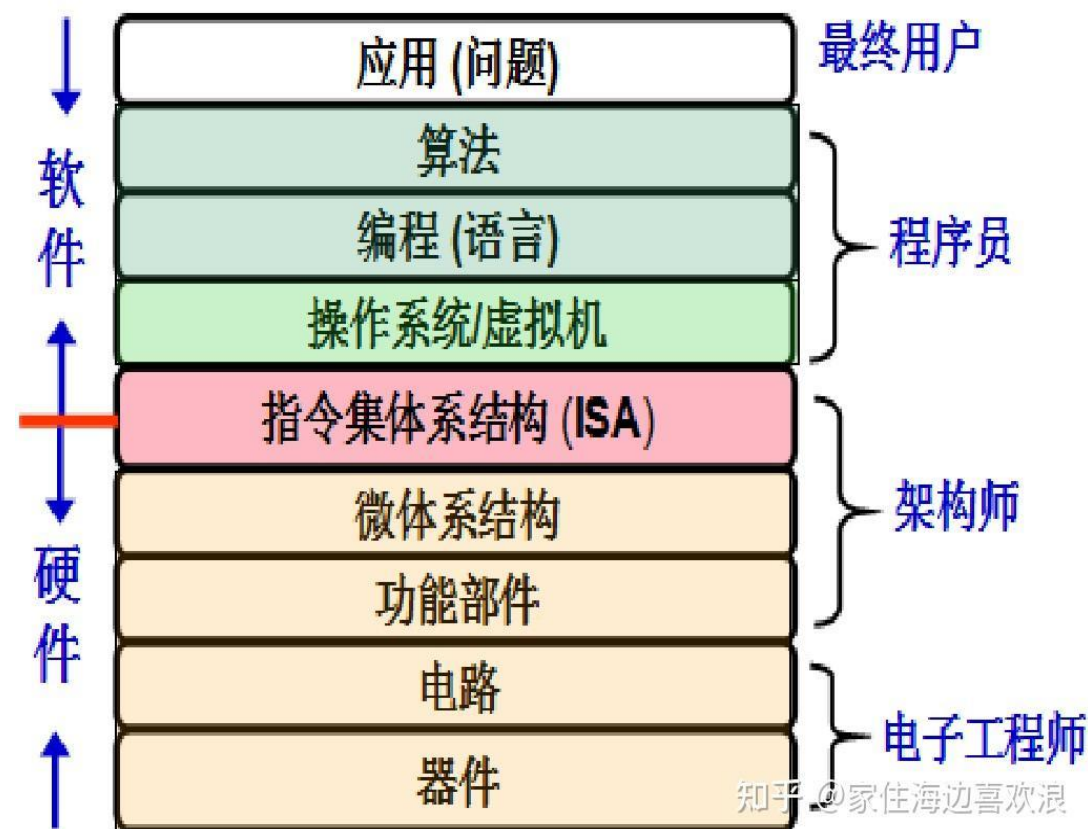 应用 (问题)
最终用户
算法
编程 (语言)
操作系统/虚拟机
程序员
软件
指令集体系结构 (ISA)
微体系结构
功能部件
架构师
硬件
电路
器件
电子工程师
知乎 @家住海边喜欢浪